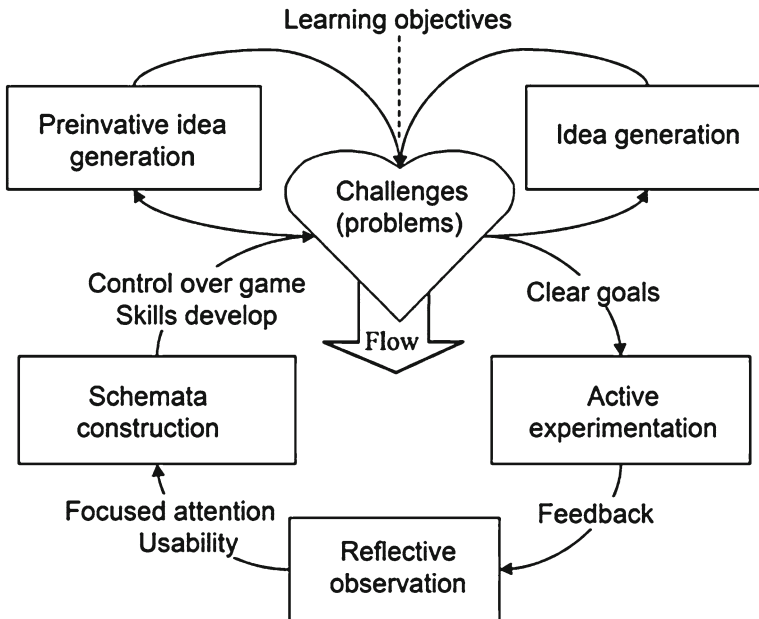 Learning objectives
Preinvative idea
generation
Idea generation
Challenges
(problems)
Control over game
Skills develop
Clear goals
Flow
Schemata
construction
Active
experimentation
Focused attention
Usability
Feedback
Reflective
observation